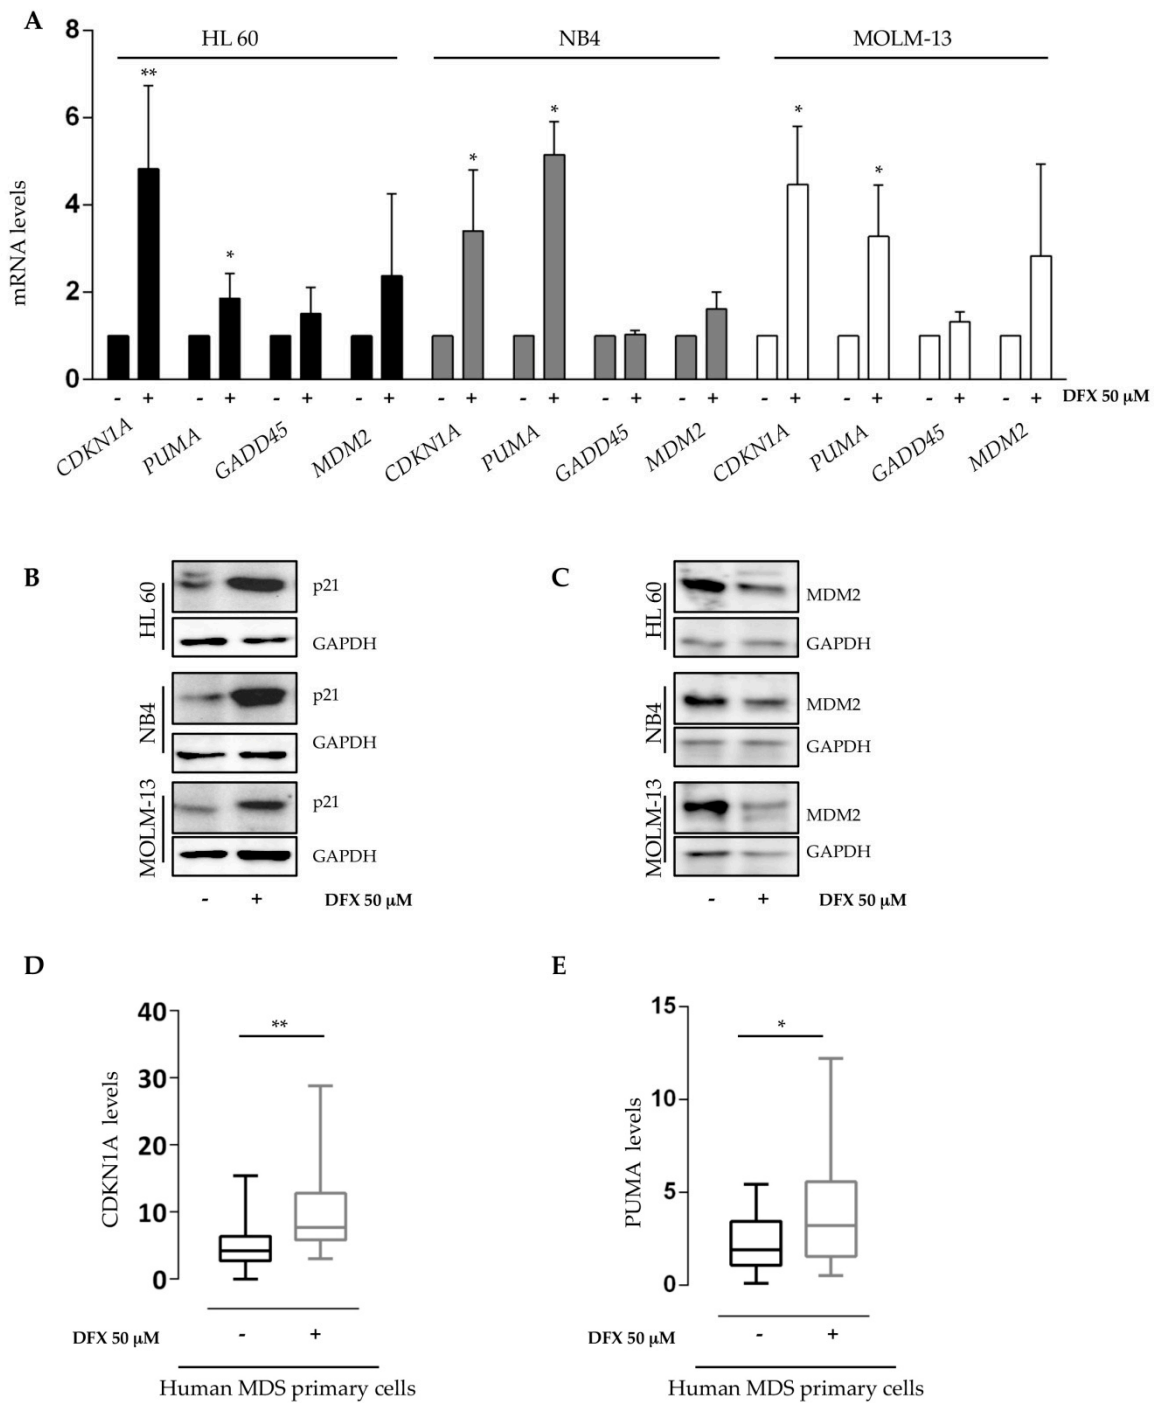 A
8
6
4
2
0
mRNA levels
HL 60
NB4
MOLM-13
** * * * * *
- + - + - + - + - + - + - + - + - + - + - + - + DFX 50 µM
CDKN1A PUMA GADD45 MDM2 CDKN1A PUMA GADD45 MDM2 CDKN1A PUMA GADD45 MDM2
B
HL 60
p21
GAPDH
NB4
p21
GAPDH
MOLM-13
p21
GAPDH
- + DFX 50 µM
C
HL 60
MDM2
GAPDH
NB4
MDM2
GAPDH
MOLM-13
MDM2
GAPDH
- + DFX 50 µM
D
CDKN1A levels
40
30
20
10
0
**
DFX 50 µM - +
Human MDS primary cells
E
PUMA levels
15
10
5
0
*
DFX 50 µM - +
Human MDS primary cells